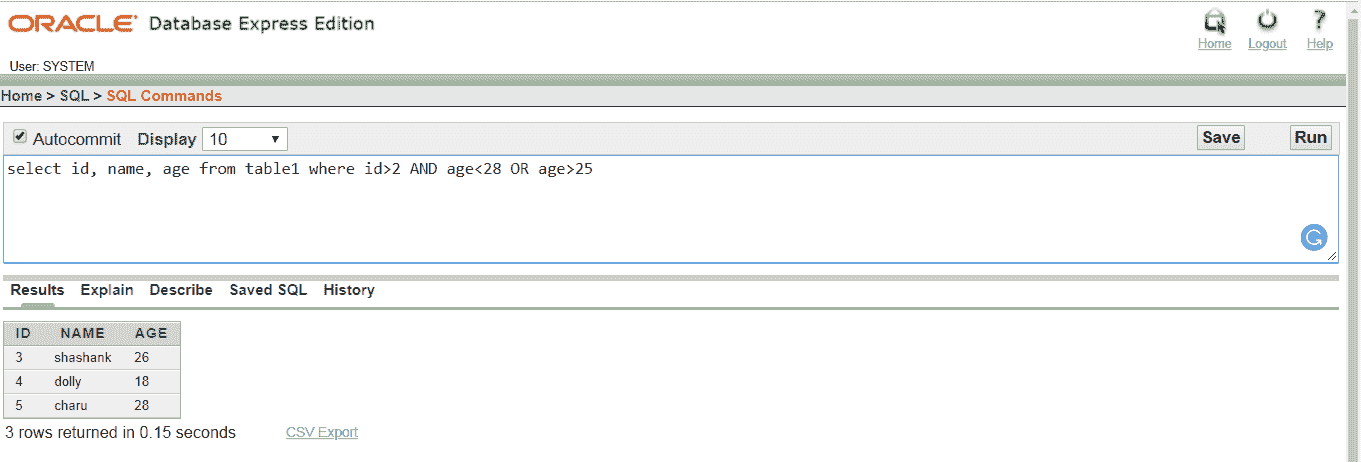 ORACLE Database Express Edition
Home Logout Help
User: SYSTEM
Home > SQL > SQL Commands
Autocommit Display 10 Save Run
select id, name, age from table1 where id>2 AND age<28 OR age>25
Results Explain Describe Saved SQL History
ID NAME AGE
3 shashank 26
4 dolly 18
5 charu 28
3 rows returned in 0.15 seconds CSV Export